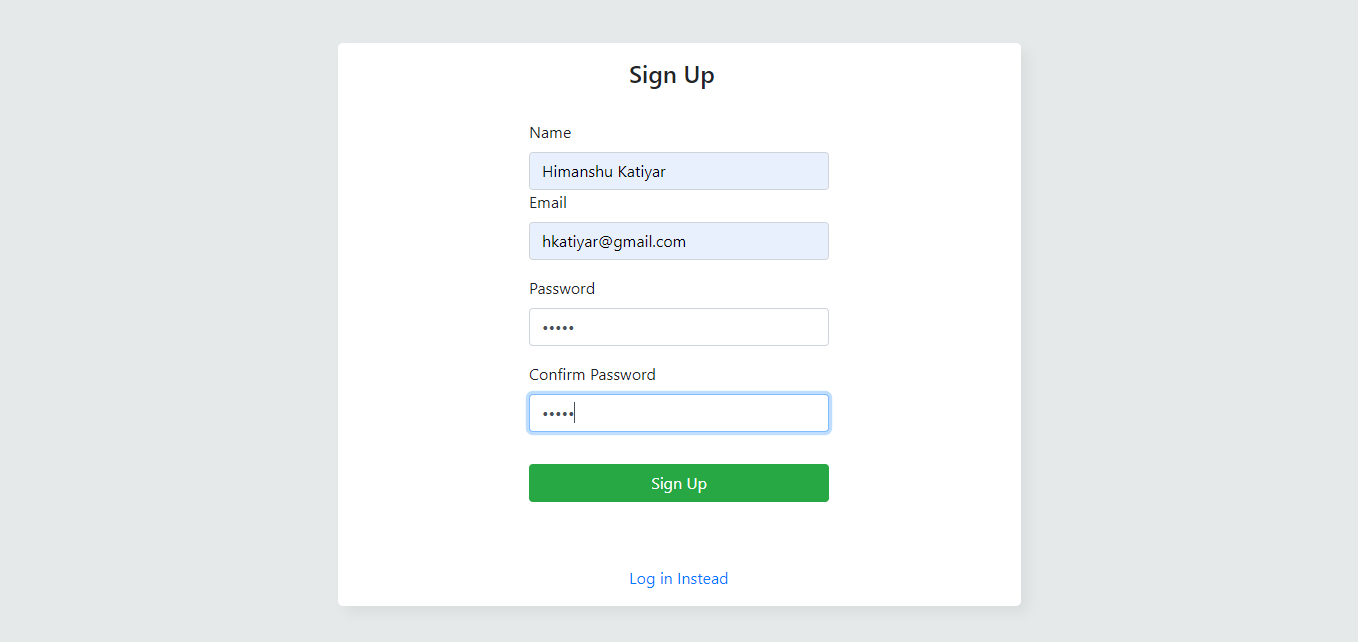 Sign Up
Name
Himanshu Katiyar
Email
hkatiyar@gmail.com
Password
•••••
Confirm Password
•••••
Sign Up
Log in Instead